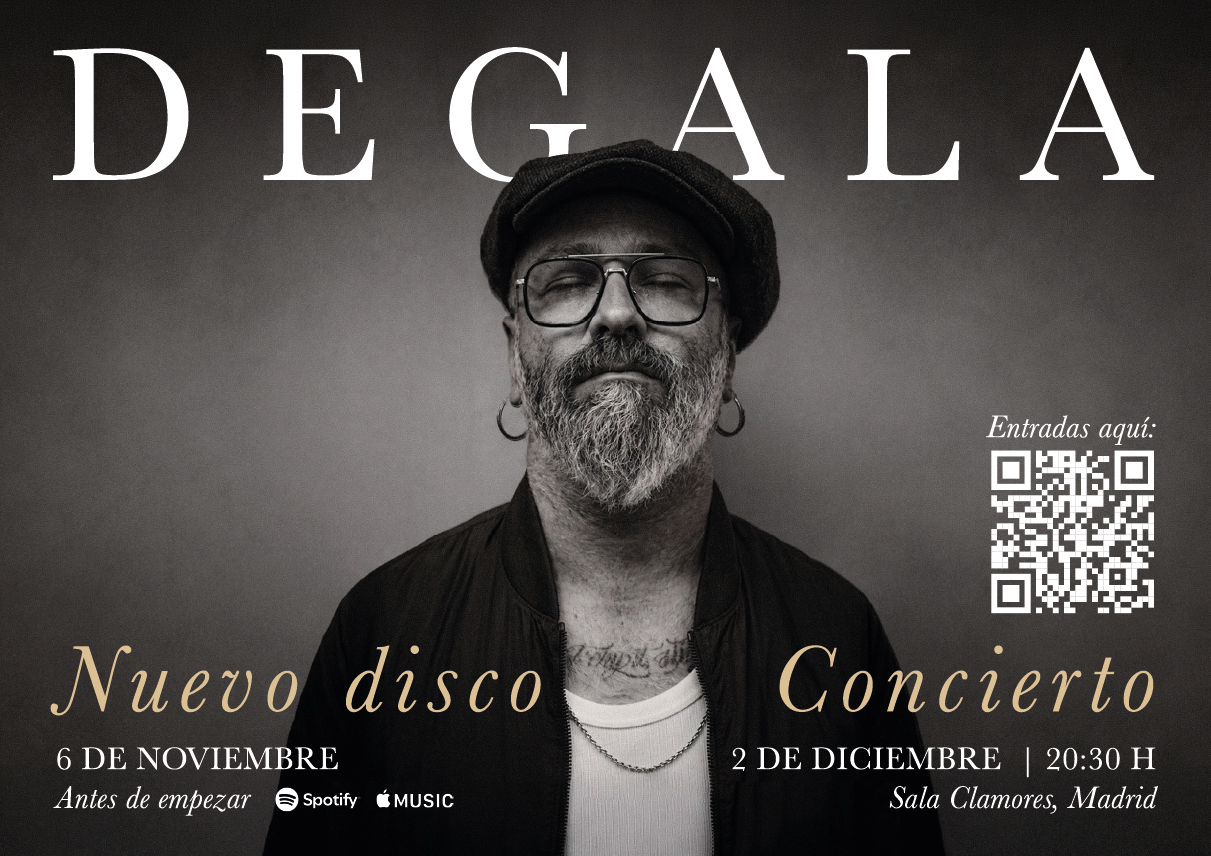 DEGALA
Entradas aquí:
Nuevo disco
6 DE NOVIEMBRE
Antes de empezar Spotify MUSIC
Concierto
2 DE DICIEMBRE | 20:30 H
Sala Clamores, Madrid